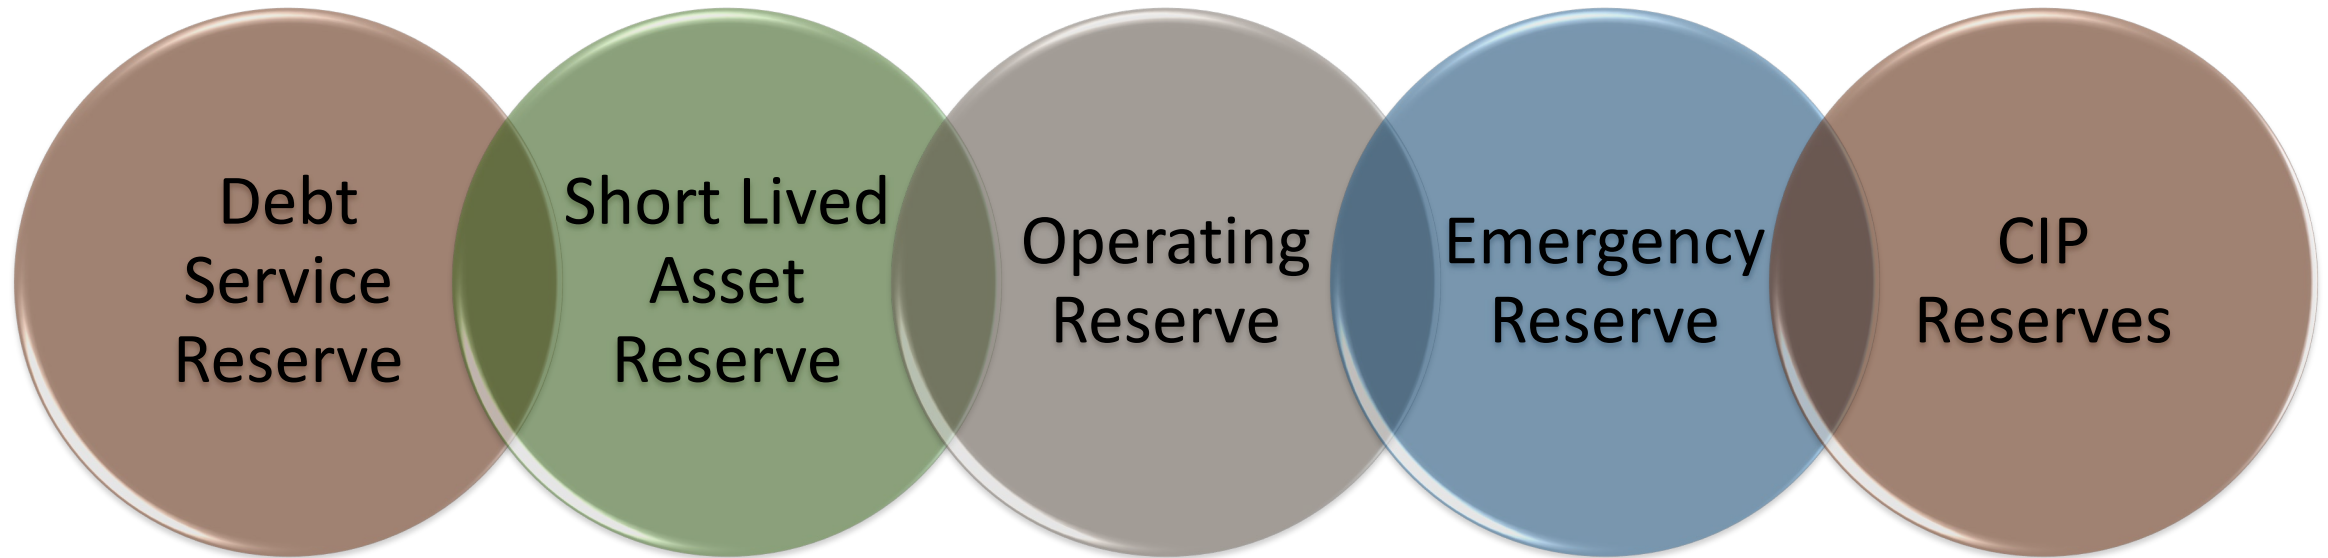 Debt
Service
Reserve
Short Lived
Asset
Reserve
Operating
Reserve
Emergency
Reserve
CIP
Reserves